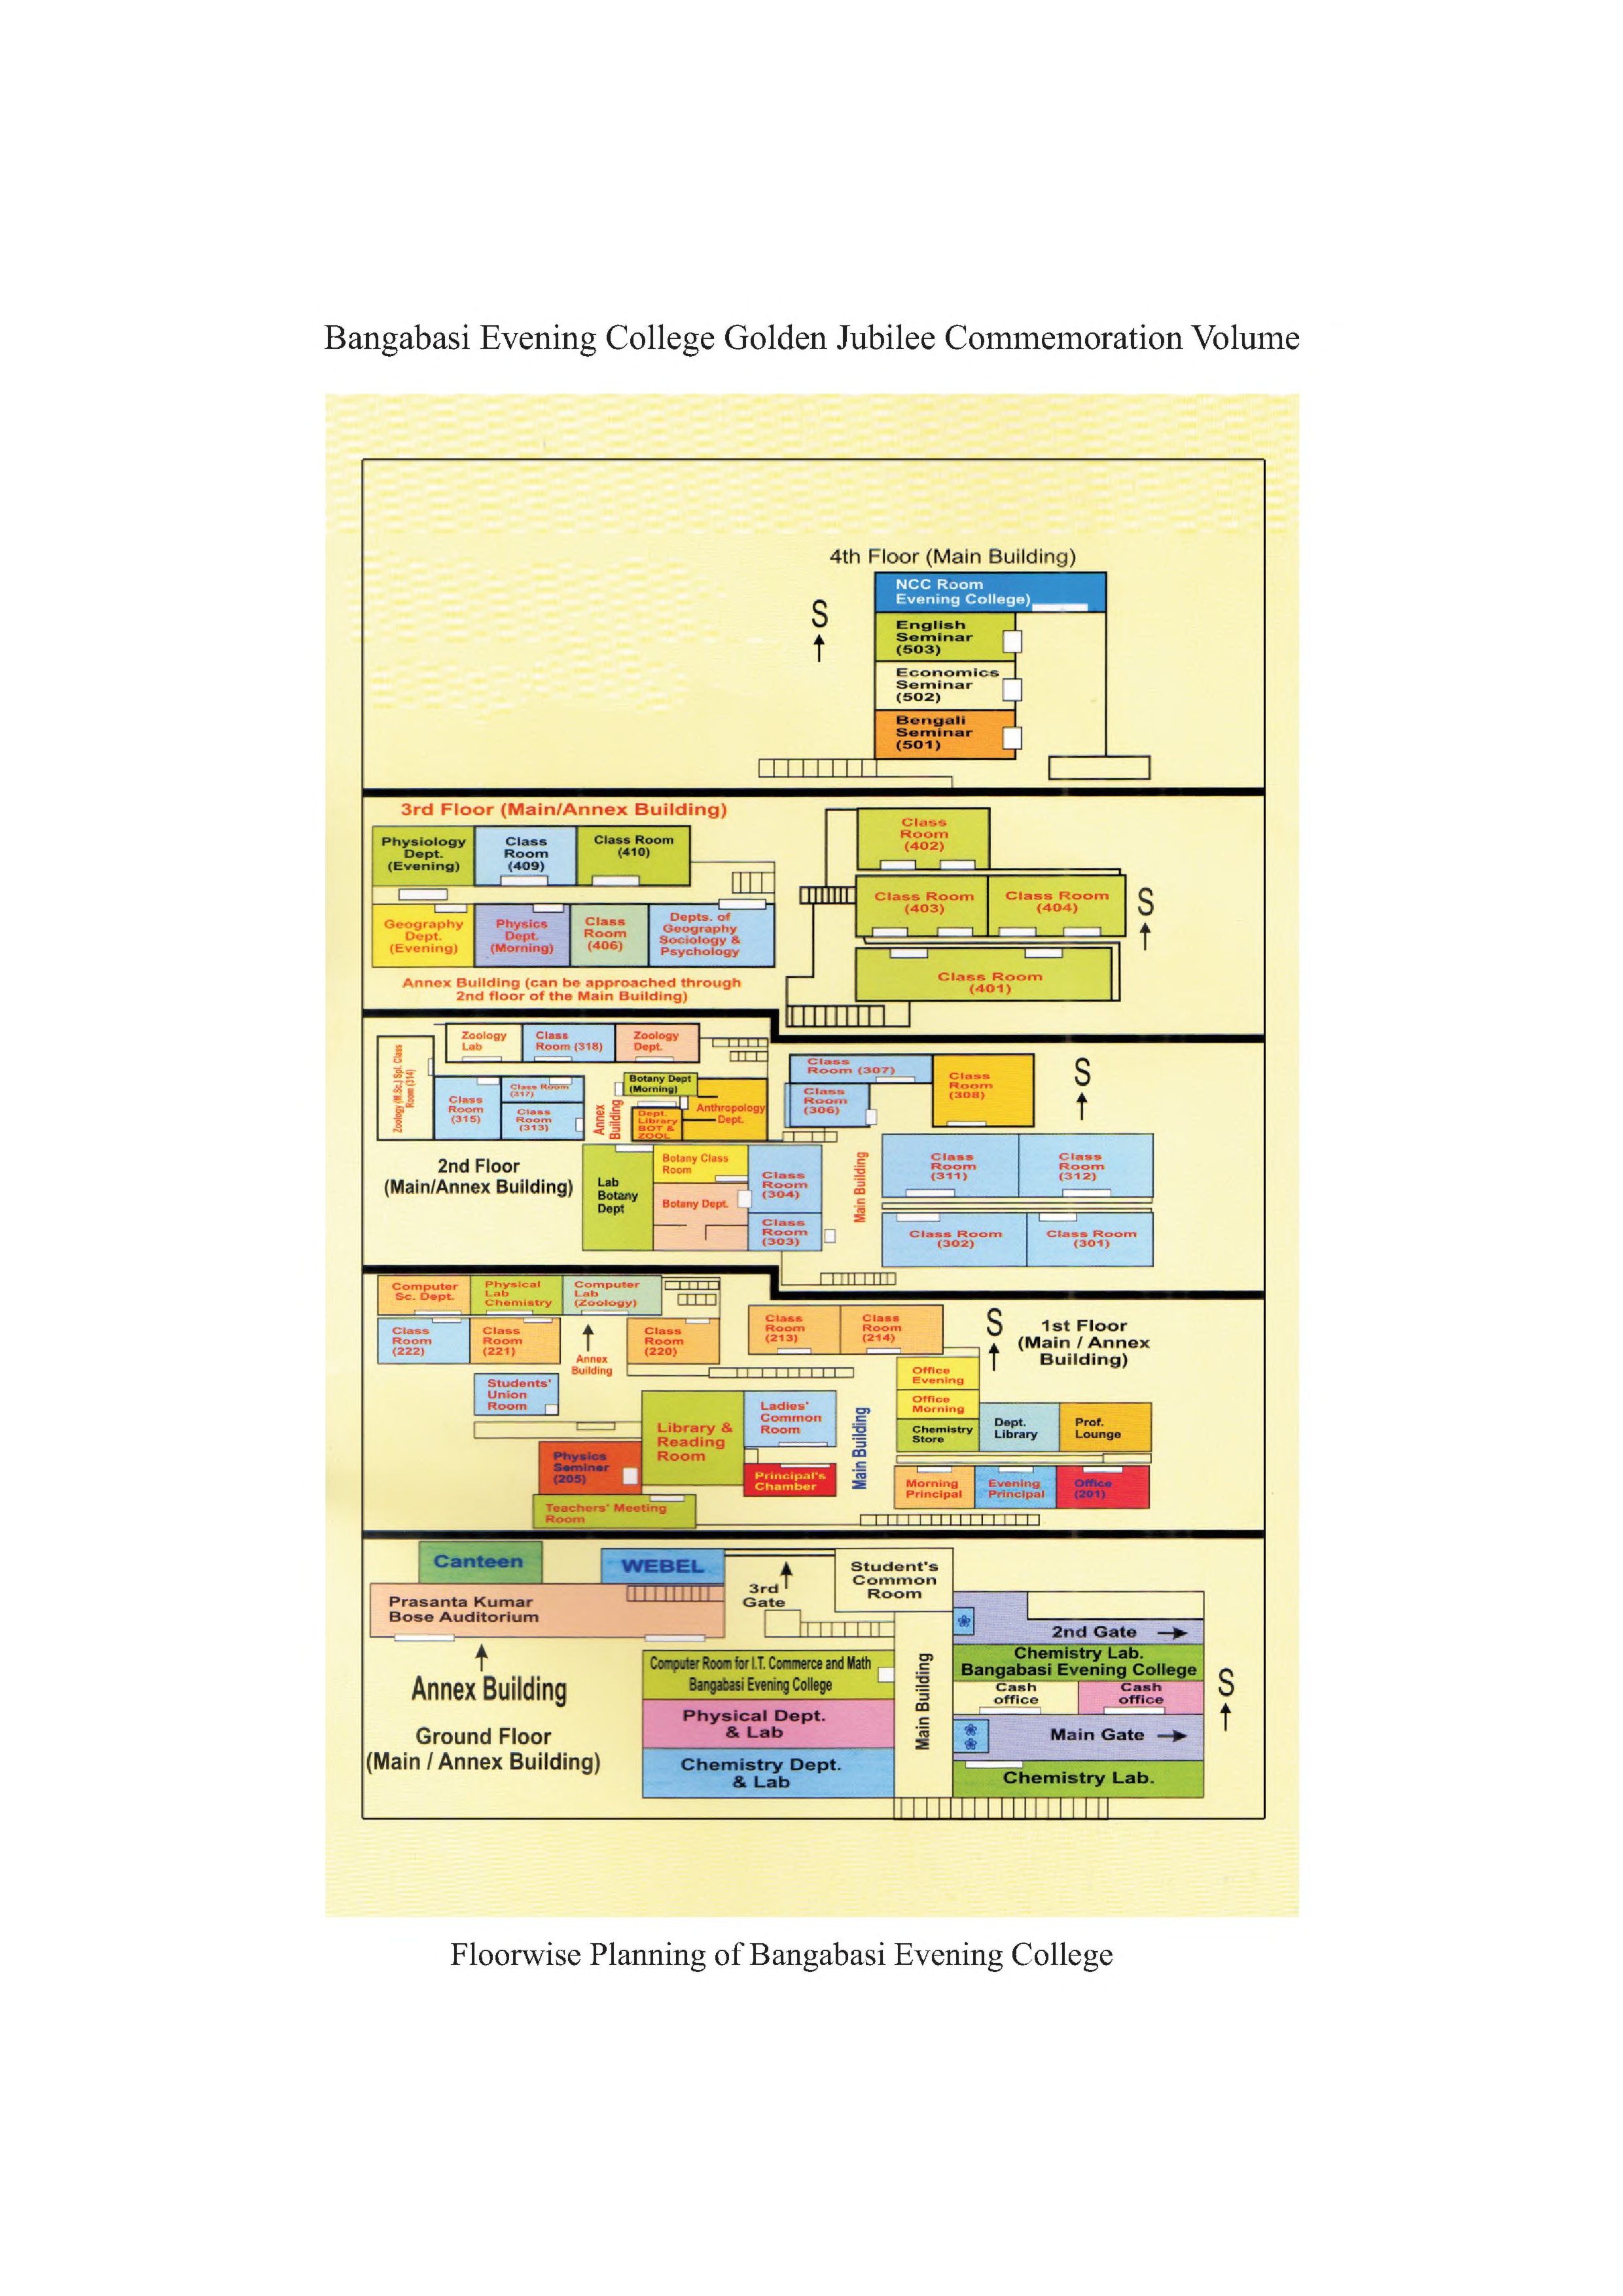 Bangabasi Evening College Golden Jubilee Commemoration Volume
4th Floor (Main Building)
NCC Room
Evening College)
S
English
Seminar
(503)
Economics
Seminar
(502)
Bengali
Seminar
(501)
3rd Floor (Main/Annex Building)
Physiology
Dept.
(Evening)
Class
Room
(409)
Class Room
(410)
Geography
Dept.
(Evening)
Physics
Dept.
(Morning)
Class
Room
(406)
Depts. of
Geography
Sociology &
Psychology
Annex Building (can be approached through
2nd floor of the Main Building)
Class
Room
(402)
Class Room
(403)
Class Room
(404)
S
Class Room
(401)
Zoology
Lab
Class
Room (318)
Zoology
Dept.
Zoology (M.Sc.) Spl. Class
Room (314)
Class
Room
(315)
Class Room
(317)
Class
Room
(313)
Annex
Building
Botany Dept
(Morning)
Dept.
Library
BOT &
ZOOL
Anthropology
Dept.
2nd Floor
(Main/Annex Building)
Lab
Botany
Dept
Botany Class
Room
Botany Dept.
Class
Room
(304)
Class
Room
(303)
Class
Room (307)
Class
Room
(306)
Class
Room
(308)
S
Main Building
Class
Room
(311)
Class
Room
(312)
Class Room
(302)
Class Room
(301)
Computer
Sc. Dept.
Physical
Lab
Chemistry
Computer
Lab
(Zoology)
Class
Room
(222)
Class
Room
(221)
Annex
Building
Class
Room
(220)
Class
Room
(213)
Class
Room
(214)
S
1st Floor
(Main / Annex
Building)
Students'
Union
Room
Library &
Reading
Room
Ladies'
Common
Room
Physics
Seminer
(205)
Principal's
Chamber
Teachers' Meeting
Room
Main Building
Office
Evening
Office
Morning
Chemistry
Store
Dept.
Library
Prof.
Lounge
Morning
Principal
Evening
Principal
Office
(201)
Canteen
WEBEL
Prasanta Kumar
Bose Auditorium
3rd
Gate
Student's
Common
Room
Annex Building
Ground Floor
(Main / Annex Building)
Computer Room for I.T. Commerce and Math
Bangabasi Evening College
Physical Dept.
& Lab
Chemistry Dept.
& Lab
Main Building
2nd Gate
Chemistry Lab.
Bangabasi Evening College
Cash
office
Cash
office
Main Gate
Chemistry Lab.
S
Floorwise Planning of Bangabasi Evening College